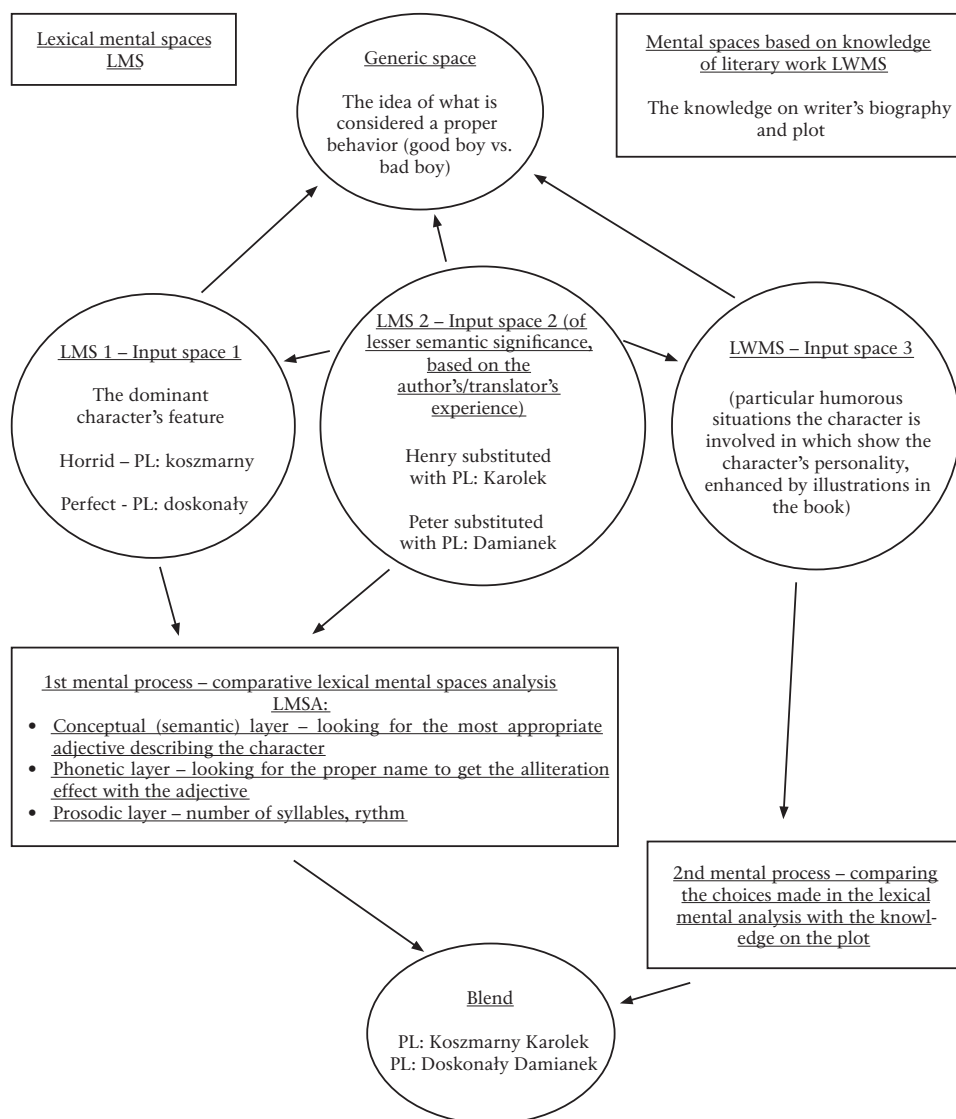 Lexical mental spaces
LMS
Generic space
The idea of what is
considered a proper
behavior (good boy vs.
bad boy)
Mental spaces based on knowledge
of literary work LWMS
The knowledge on writer’s biography
and plot
LMS 1 – Input space 1
The dominant
character’s feature
Horrid – PL: koszmarny
Perfect - PL: doskonały
LMS 2 – Input space 2 (of
lesser semantic significance,
based on the
author’s/translator’s
experience)
Henry substituted
with PL: Karolek
Peter substituted
with PL: Damianek
LWMS – Input space 3
(particular humorous
situations the character is
involved in which show the
character’s personality,
enhanced by illustrations in
the book)
1st mental process – comparative lexical mental spaces analysis
LMSA:
• Conceptual (semantic) layer – looking for the most appropriate
adjective describing the character
• Phonetic layer – looking for the proper name to get the alliteration
effect with the adjective
• Prosodic layer – number of syllables, rythm
2nd mental process – comparing
the choices made in the lexical
mental analysis with the knowl-
edge on the plot
Blend
PL: Koszmarny Karolek
PL: Doskonały Damianek